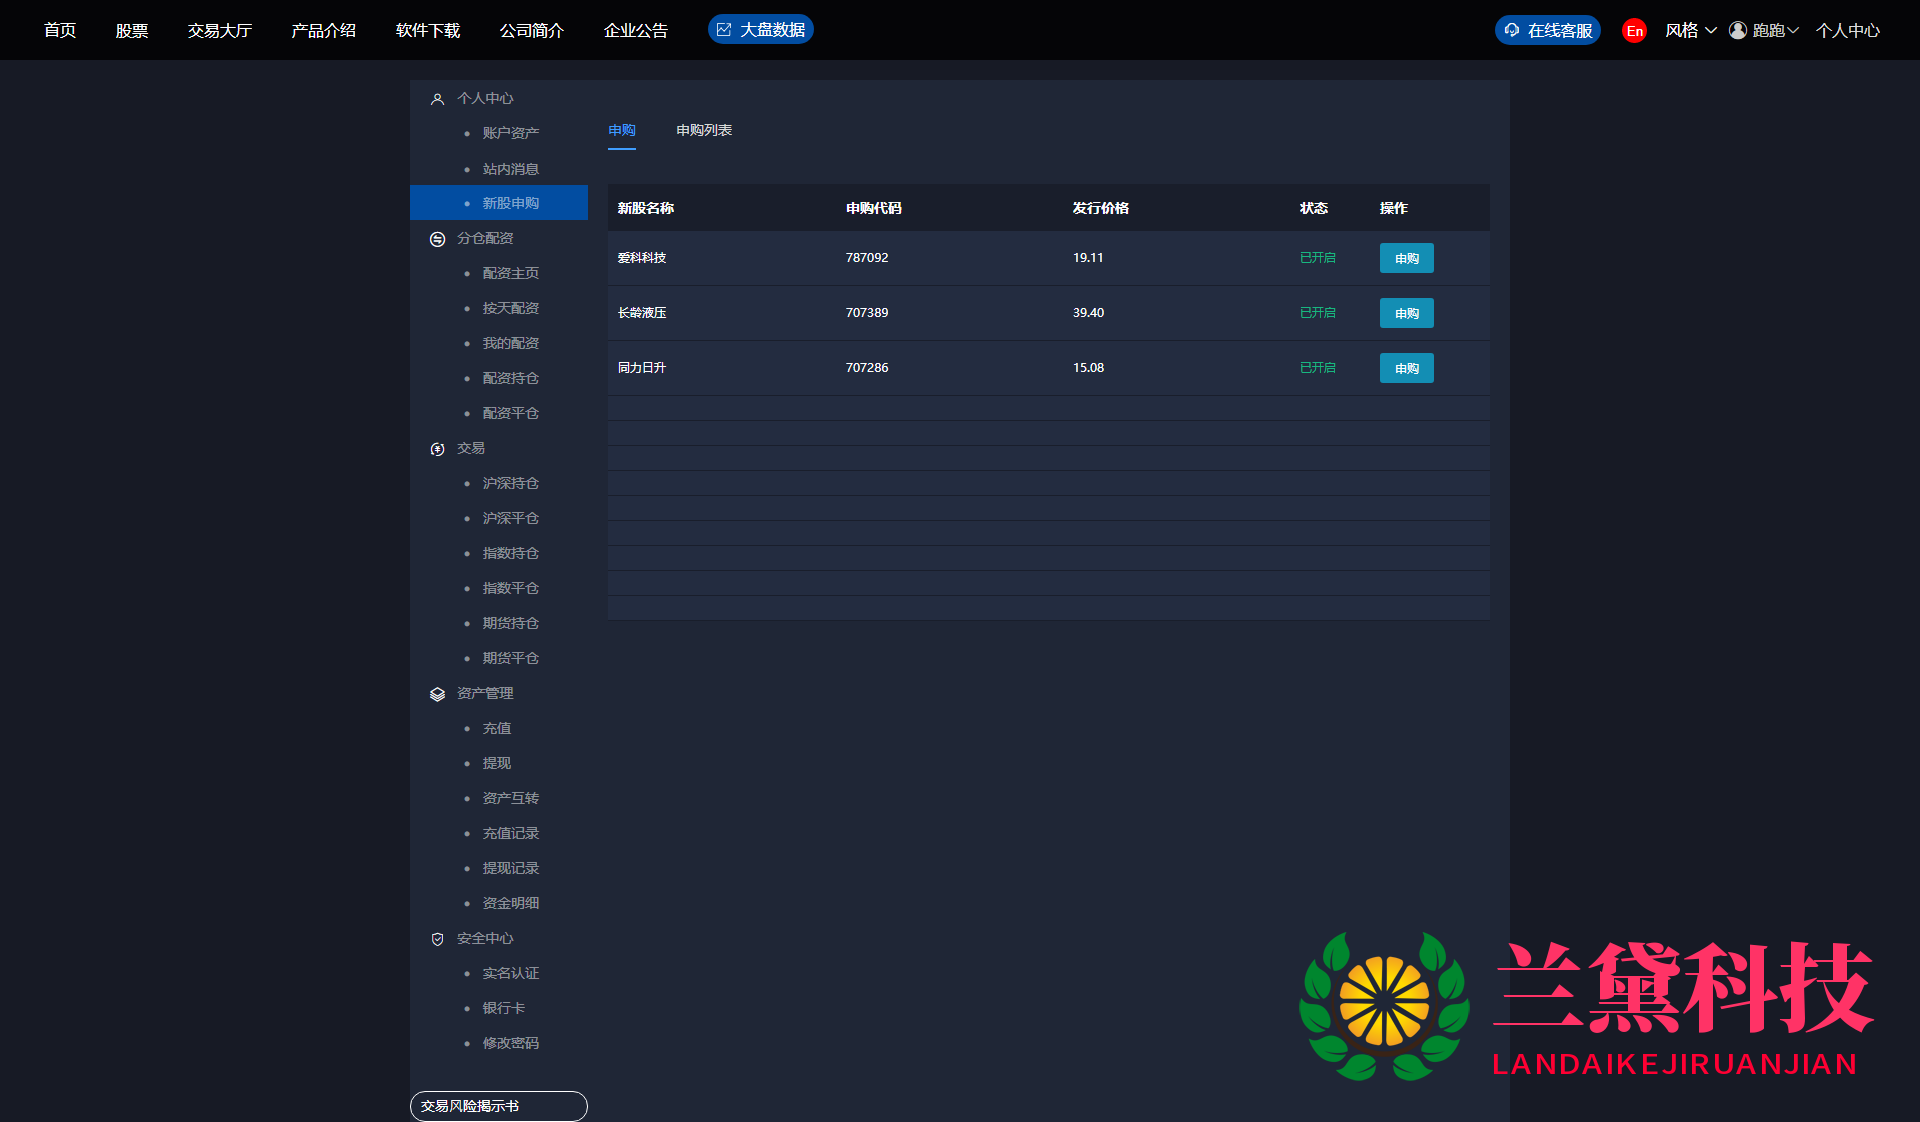 首页 股票 交易大厅 产品介绍 软件下载 公司简介 企业公告 大盘数据 在线客服 En 风格 跑跑 个人中心
个人中心
账户资产
站内消息
新股申购
分仓配资
配资主页
按天配资
我的配资
配资持仓
配资平仓
交易
沪深持仓
沪深平仓
指数持仓
指数平仓
期货持仓
期货平仓
资产管理
充值
提现
资产互转
充值记录
提现记录
资金明细
安全中心
实名认证
银行卡
修改密码
交易风险揭示书
申购 申购列表
新股名称 申购代码 发行价格 状态 操作
爱科科技 787092 19.11 已开启 申购
长龄液压 707389 39.40 已开启 申购
同力日升 707286 15.08 已开启 申购
兰黛科技
LANDAIKEJIRUANJIAN